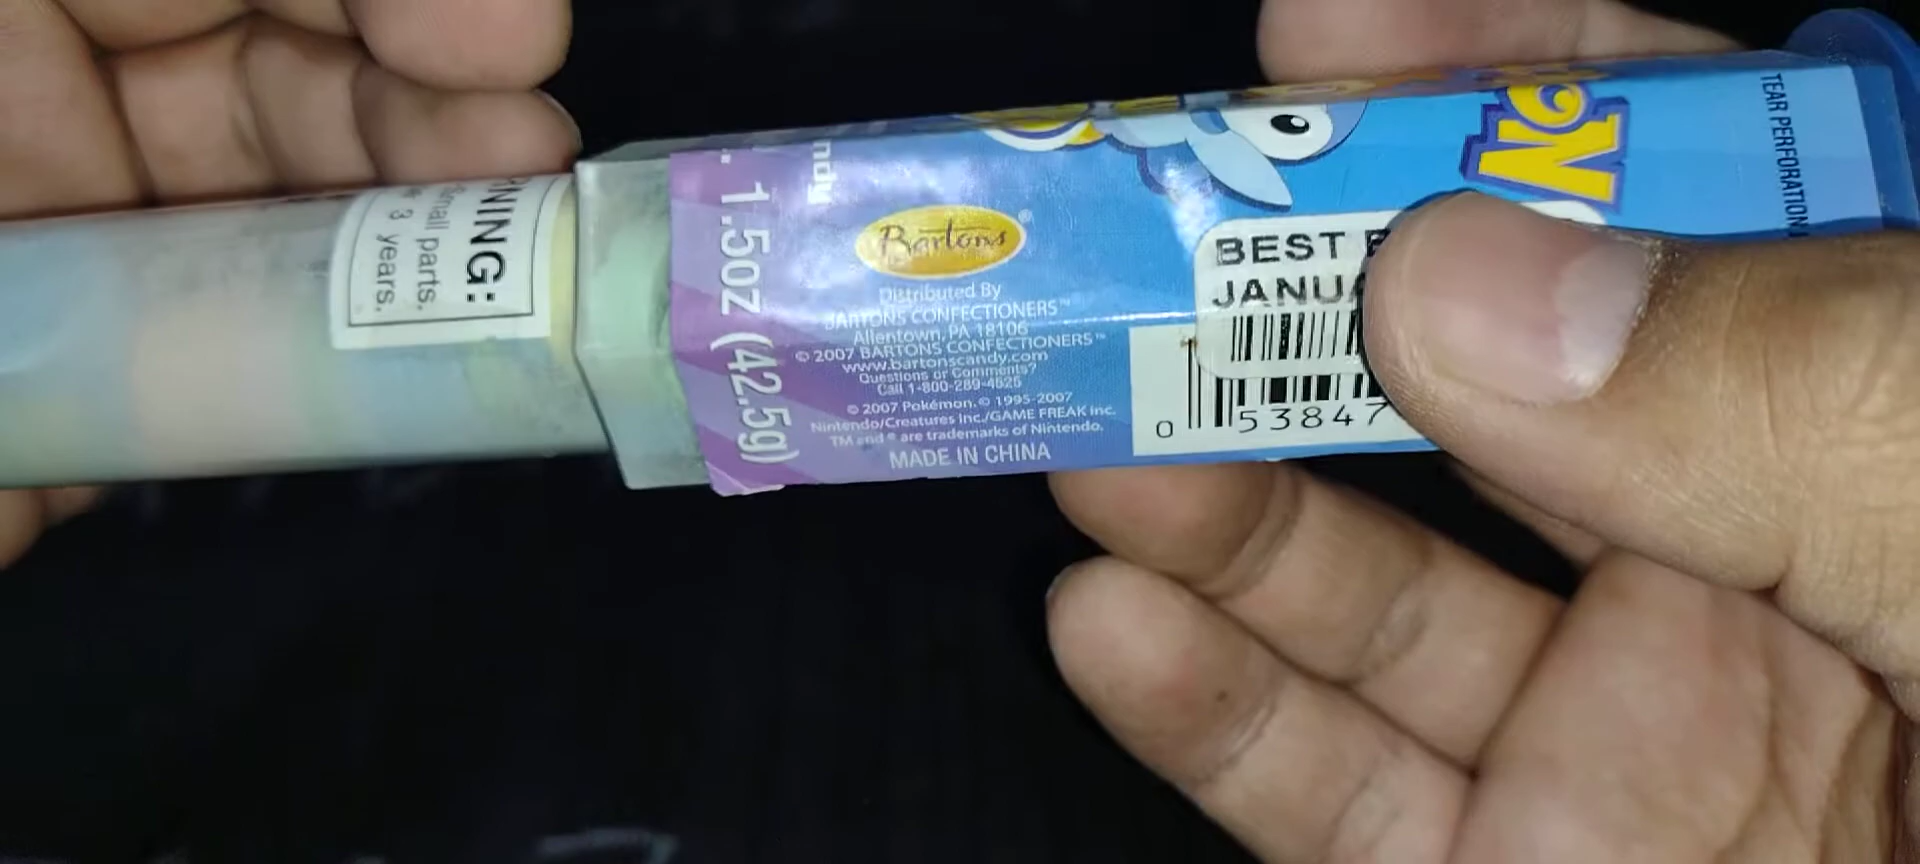 WARNING:
small parts.
3 years.
1.5oz (42.5g)
Bartons®
Distributed By
BARTONS CONFECTIONERS™
Allentown, PA 18106
© 2007 BARTONS CONFECTIONERS™
www.bartonscandy.com
Questions or Comments?
Call 1-800-289-4625
© 2007 Pokémon. © 1995-2007
Nintendo/Creatures Inc./GAME FREAK inc.
TM and ® are trademarks of Nintendo.
MADE IN CHINA
BEST
JANUA
0 53847
TEAR PERFORATION